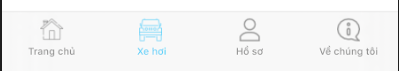 Trang chủ Xe hơi Hồ sơ Về chúng tôi